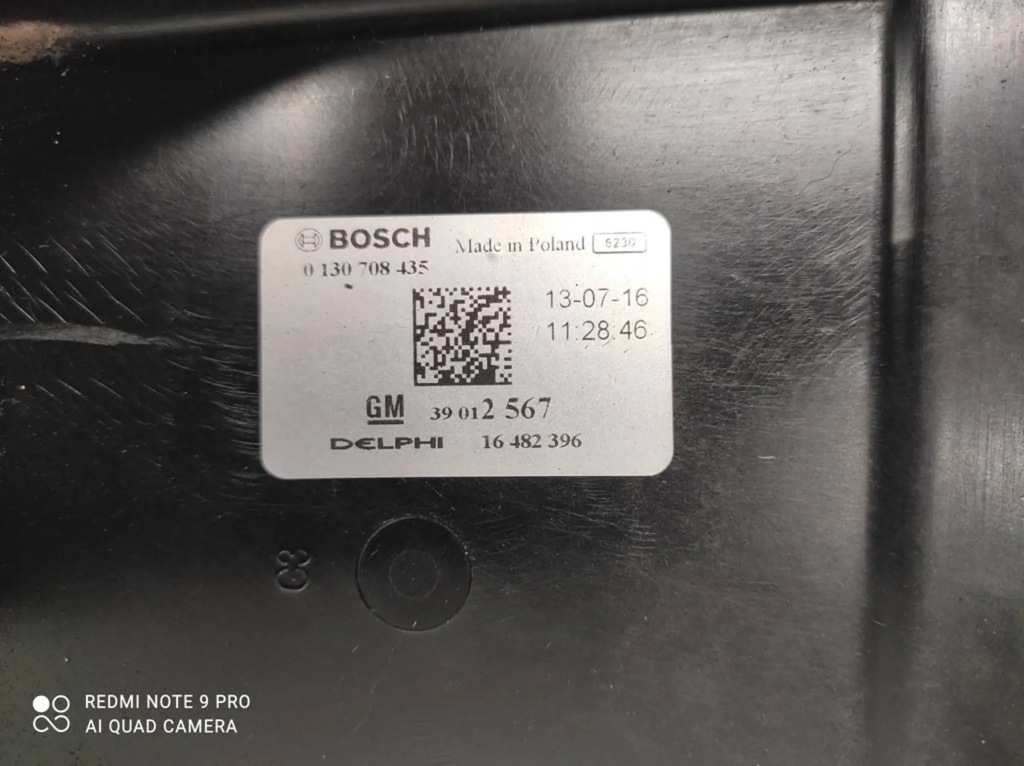 BOSCH Made in Poland 6230
0 130 708 435
13-07-16
11:28:46
GM 39 012 567
DELPHI 16 482 396
C3
REDMI NOTE 9 PRO
AI QUAD CAMERA